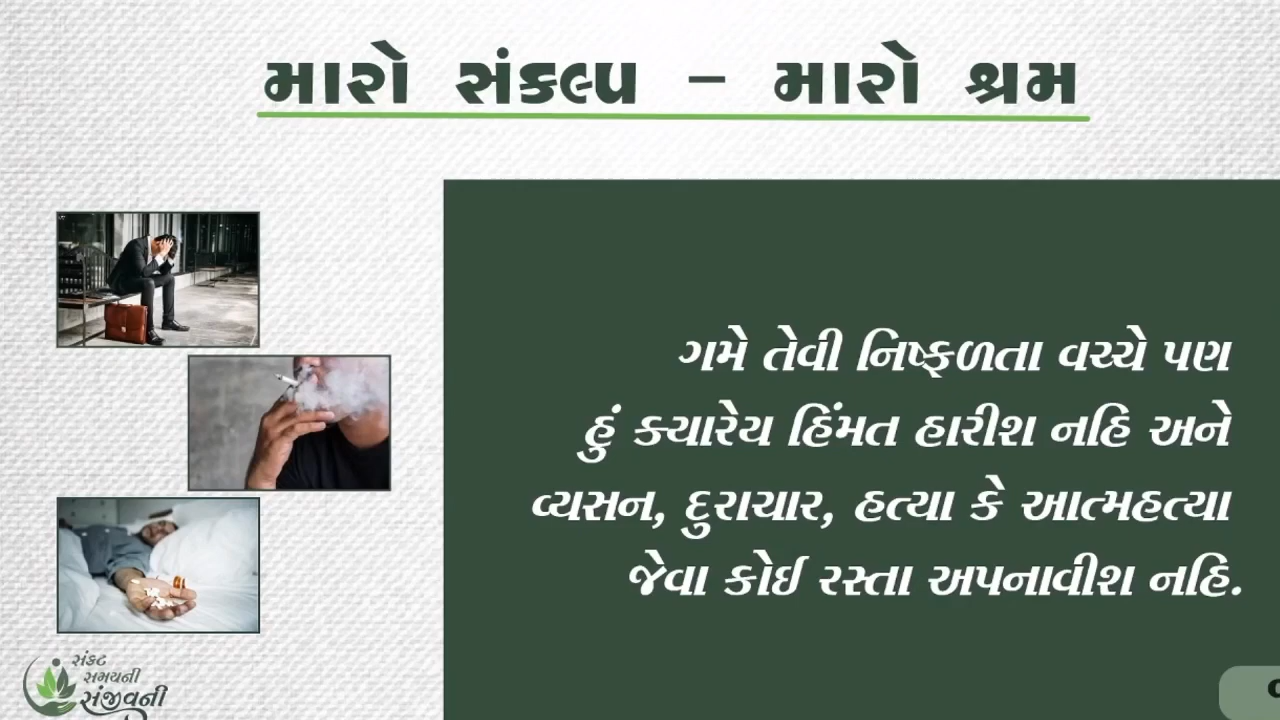 મારો સંકલ્પ - મારો શ્રમ
ગમે તેવી નિષ્ફળતા વચ્ચે પણ
હું ક્યારેય હિંમત હારીશ નહિ અને
વ્યસન, દુરાચાર, હત્યા કે આત્મહત્યા
જેવા કોઈ રસ્તા અપનાવીશ નહિ.
સંકટ
સમયની
સંજીવની